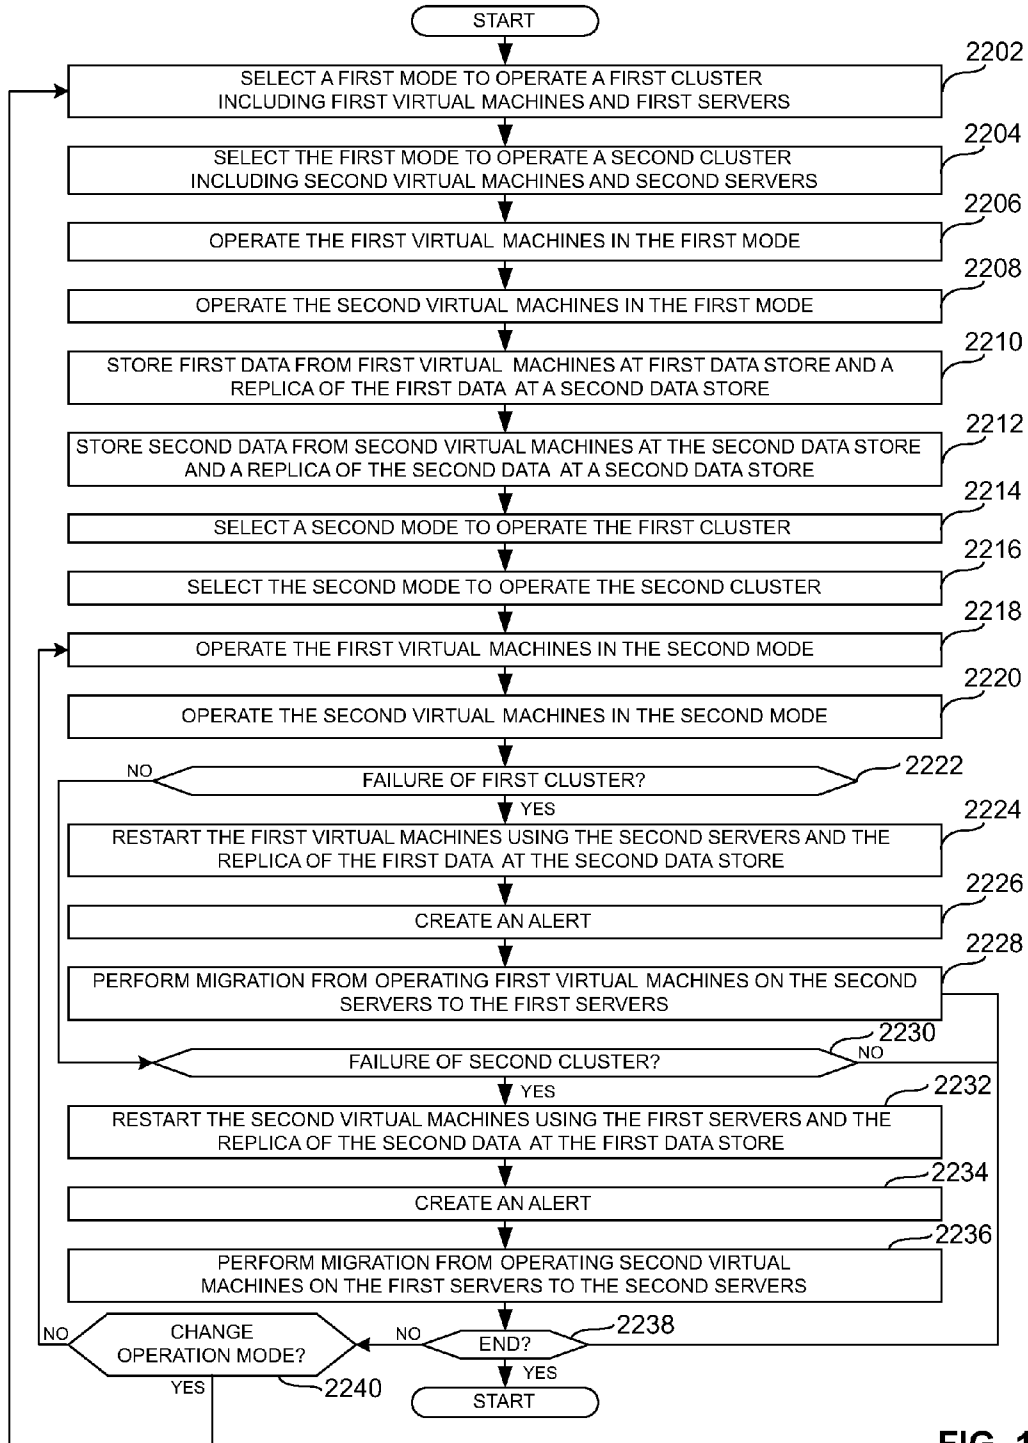 START
2202
SELECT A FIRST MODE TO OPERATE A FIRST CLUSTER
INCLUDING FIRST VIRTUAL MACHINES AND FIRST SERVERS
2204
SELECT THE FIRST MODE TO OPERATE A SECOND CLUSTER
INCLUDING SECOND VIRTUAL MACHINES AND SECOND SERVERS
2206
OPERATE THE FIRST VIRTUAL MACHINES IN THE FIRST MODE
2208
OPERATE THE SECOND VIRTUAL MACHINES IN THE FIRST MODE
2210
STORE FIRST DATA FROM FIRST VIRTUAL MACHINES AT FIRST DATA STORE AND A
REPLICA OF THE FIRST DATA AT A SECOND DATA STORE
2212
STORE SECOND DATA FROM SECOND VIRTUAL MACHINES AT THE SECOND DATA STORE
AND A REPLICA OF THE SECOND DATA AT A SECOND DATA STORE
2214
SELECT A SECOND MODE TO OPERATE THE FIRST CLUSTER
2216
SELECT THE SECOND MODE TO OPERATE THE SECOND CLUSTER
2218
OPERATE THE FIRST VIRTUAL MACHINES IN THE SECOND MODE
2220
OPERATE THE SECOND VIRTUAL MACHINES IN THE SECOND MODE
NO
FAILURE OF FIRST CLUSTER?
2222
YES
2224
RESTART THE FIRST VIRTUAL MACHINES USING THE SECOND SERVERS AND THE
REPLICA OF THE FIRST DATA AT THE SECOND DATA STORE
2226
CREATE AN ALERT
2228
PERFORM MIGRATION FROM OPERATING FIRST VIRTUAL MACHINES ON THE SECOND
SERVERS TO THE FIRST SERVERS
2230
FAILURE OF SECOND CLUSTER?
NO
YES
2232
RESTART THE SECOND VIRTUAL MACHINES USING THE FIRST SERVERS AND THE
REPLICA OF THE SECOND DATA AT THE FIRST DATA STORE
2234
CREATE AN ALERT
2236
PERFORM MIGRATION FROM OPERATING SECOND VIRTUAL
MACHINES ON THE FIRST SERVERS TO THE SECOND SERVERS
NO
CHANGE
OPERATION MODE?
NO
END?
2238
YES
2240
YES
START